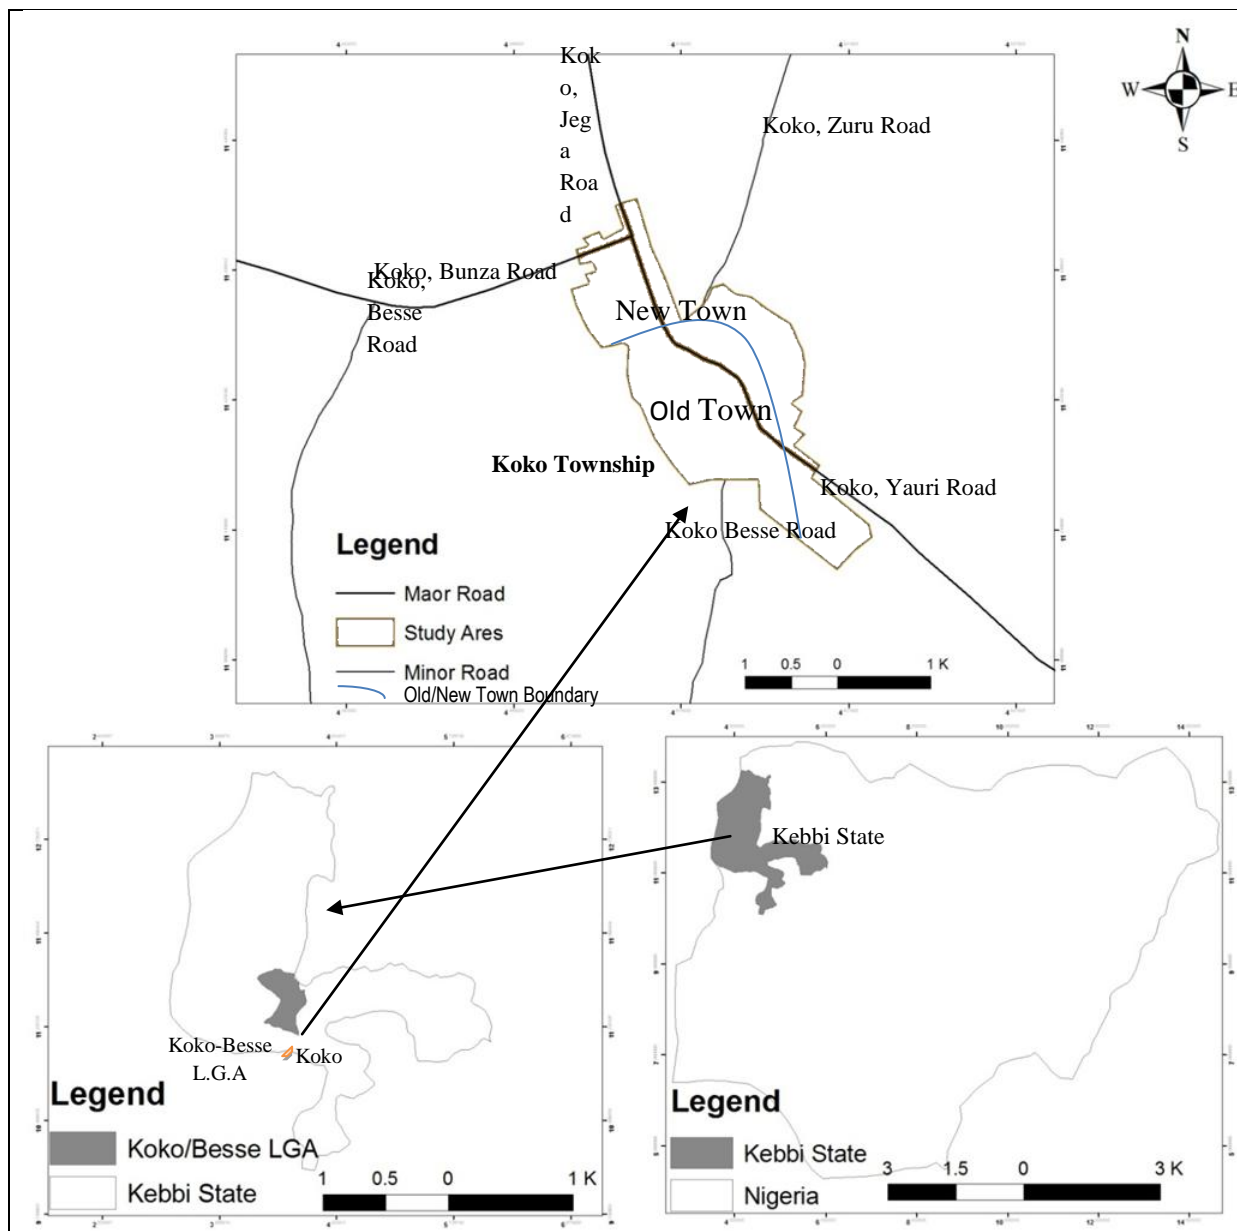 N
W E
S
Kok
o,
Jeg
a
Roa
d
Koko, Zuru Road
Koko, Bunza Road
Koko,
Besse
Road
New Town
Old Town
Koko Township
Koko, Yauri Road
Koko Besse Road
Legend
Maor Road
Study Ares
Minor Road
Old/New Town Boundary
1 0.5 0 1 K
Koko-Besse
L.G.A
Koko
Legend
Koko/Besse LGA
Kebbi State
1 0.5 0 1 K
Kebbi State
Legend
Kebbi State
Nigeria
3 1.5 0 3 K